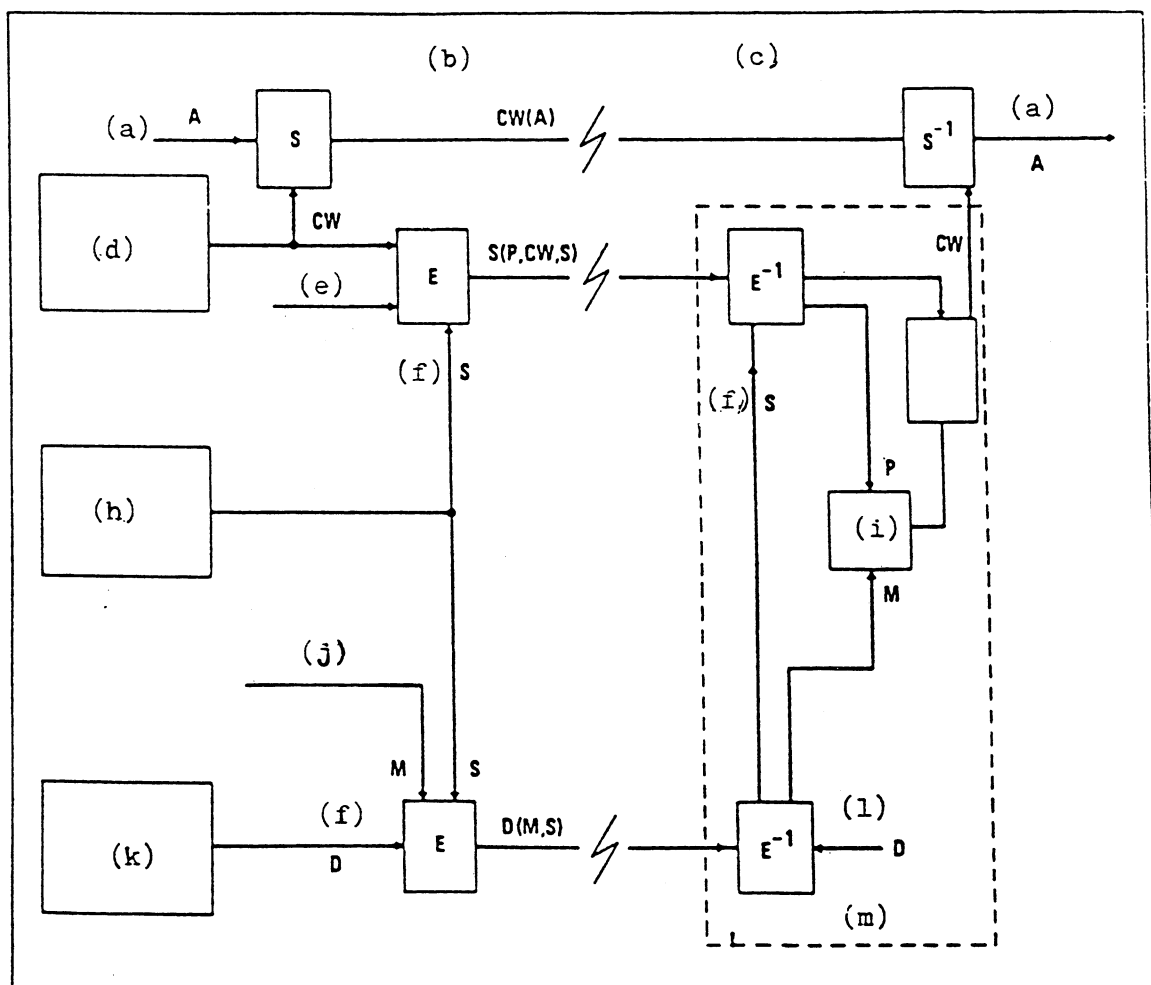 (b)
(c)
(a) A
S
CW(A)
S⁻¹
(a)
A
(d)
CW
E
S(P,CW,S)
E⁻¹
CW
(e)
(f) S
(f) S
(h)
P
(i)
M
(j)
M
S
(k)
(f)
D
E
D(M,S)
E⁻¹
(l)
D
(m)